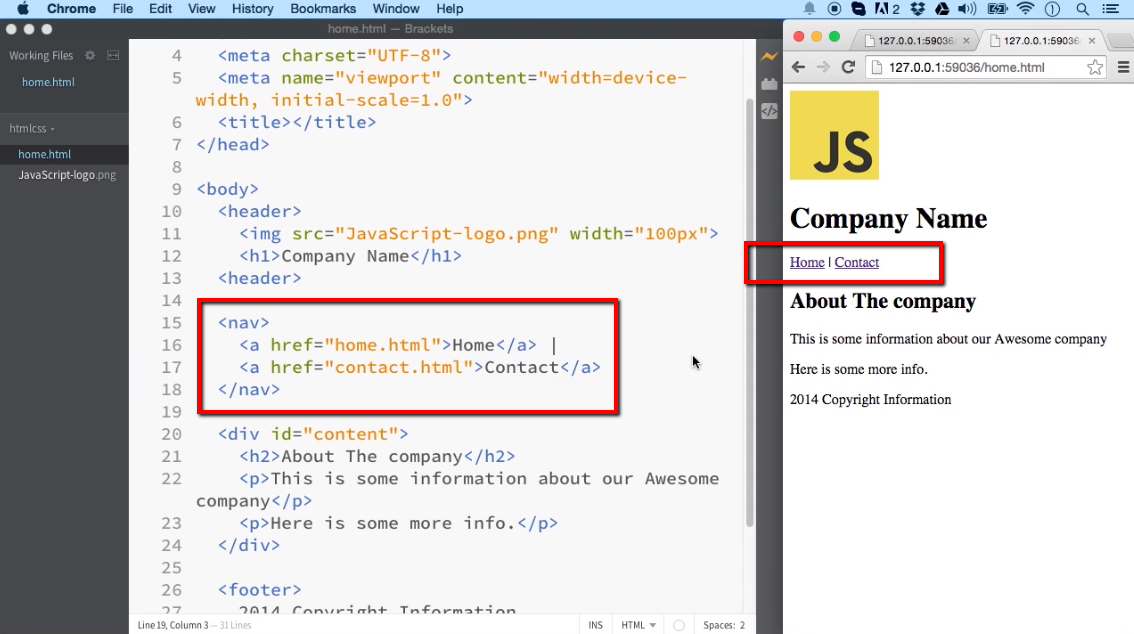 Chrome File Edit View History Bookmarks Window Help
2
home.html — Brackets
Working Files
home.html
htmlcss
home.html
JavaScript-logo.png
4 <meta charset="UTF-8">
5 <meta name="viewport" content="width=device-
width, initial-scale=1.0">
6 <title></title>
7 </head>
8
9 <body>
10 <header>
11 <img src="JavaScript-logo.png" width="100px">
12 <h1>Company Name</h1>
13 <header>
14
15 <nav>
16 <a href="home.html">Home</a> |
17 <a href="contact.html">Contact</a>
18 </nav>
19
20 <div id="content">
21 <h2>About The company</h2>
22 <p>This is some information about our Awesome
company</p>
23 <p>Here is some more info.</p>
24 </div>
25
26 <footer>
27 2014 Copyright Information
Line 19, Column 3 — 31 Lines
INS HTML Spaces: 2
127.0.0.1:59036/ 127.0.0.1:59036/
127.0.0.1:59036/home.html
JS
Company Name
Home | Contact
About The company
This is some information about our Awesome company
Here is some more info.
2014 Copyright Information